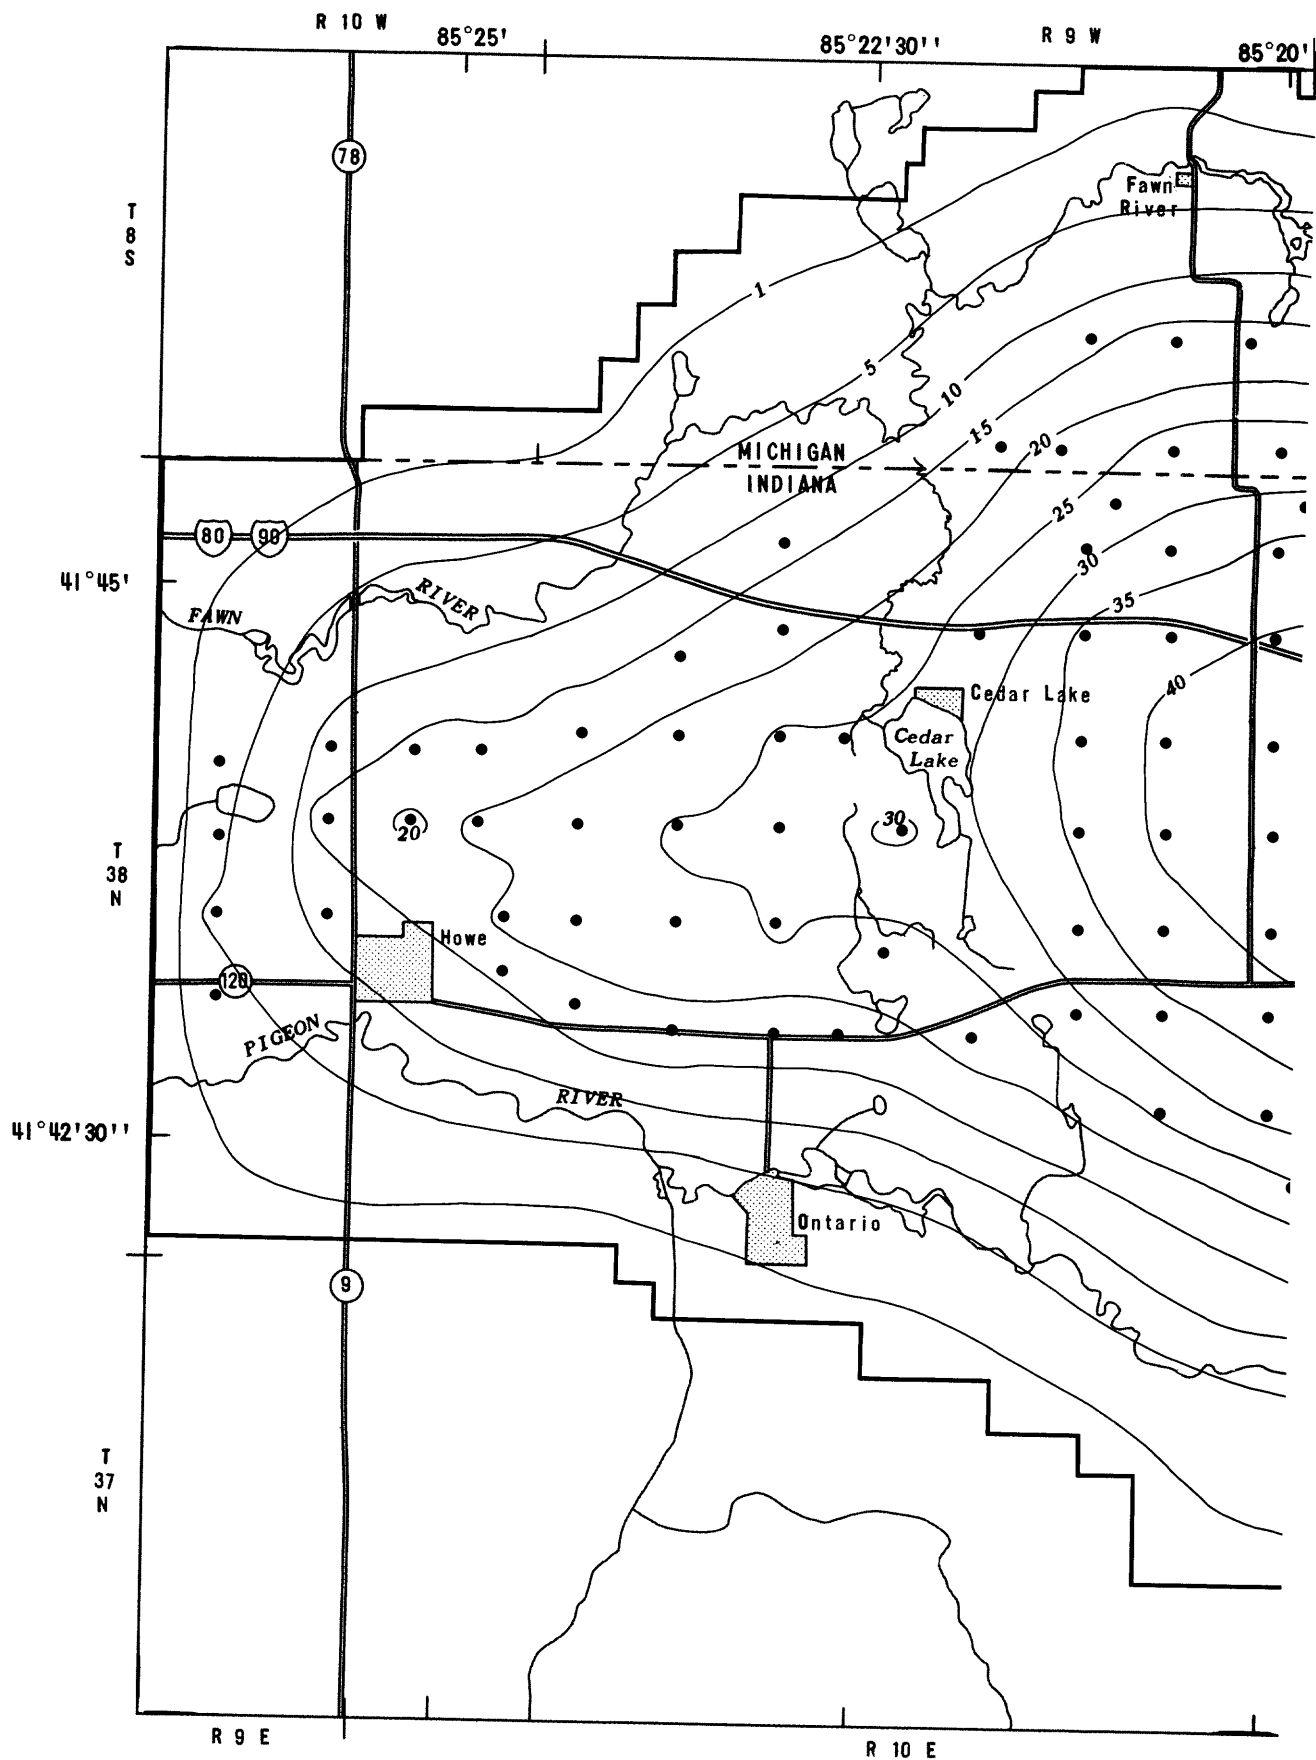 R 10 W
85°25'
85°22'30''
R 9 W
85°20'
78
T
8
S
Fawn
River
1
5
10
15
20
MICHIGAN
INDIANA
25
80
90
30
41°45'
35
FAWN
RIVER
40
Cedar Lake
Cedar
Lake
20
30
T
38
N
Howe
120
PIGEON
RIVER
41°42'30''
Ontario
9
T
37
N
R 9 E
R 10 E